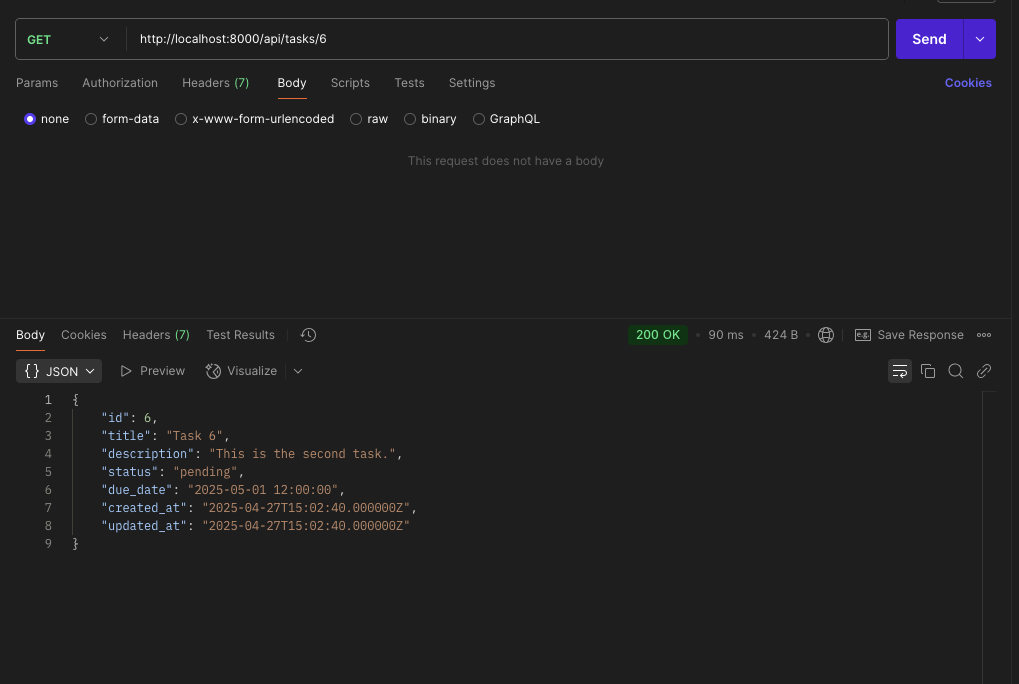 GET http://localhost:8000/api/tasks/6 Send
Params Authorization Headers (7) Body Scripts Tests Settings Cookies
none form-data x-www-form-urlencoded raw binary GraphQL
This request does not have a body
Body Cookies Headers (7) Test Results 200 OK • 90 ms • 424 B • e.g. Save Response
{} JSON Preview Visualize
1 {
2 "id": 6,
3 "title": "Task 6",
4 "description": "This is the second task.",
5 "status": "pending",
6 "due_date": "2025-05-01 12:00:00",
7 "created_at": "2025-04-27T15:02:40.000000Z",
8 "updated_at": "2025-04-27T15:02:40.000000Z"
9 }